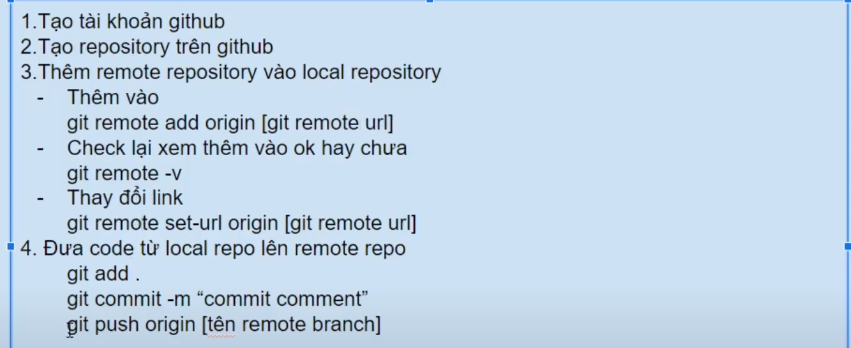 1.Tạo tài khoản github
2.Tạo repository trên github
3.Thêm remote repository vào local repository
- Thêm vào
git remote add origin [git remote url]
- Check lại xem thêm vào ok hay chưa
git remote -v
- Thay đổi link
git remote set-url origin [git remote url]
4. Đưa code từ local repo lên remote repo
git add .
git commit -m “commit comment”
git push origin [tên remote branch]